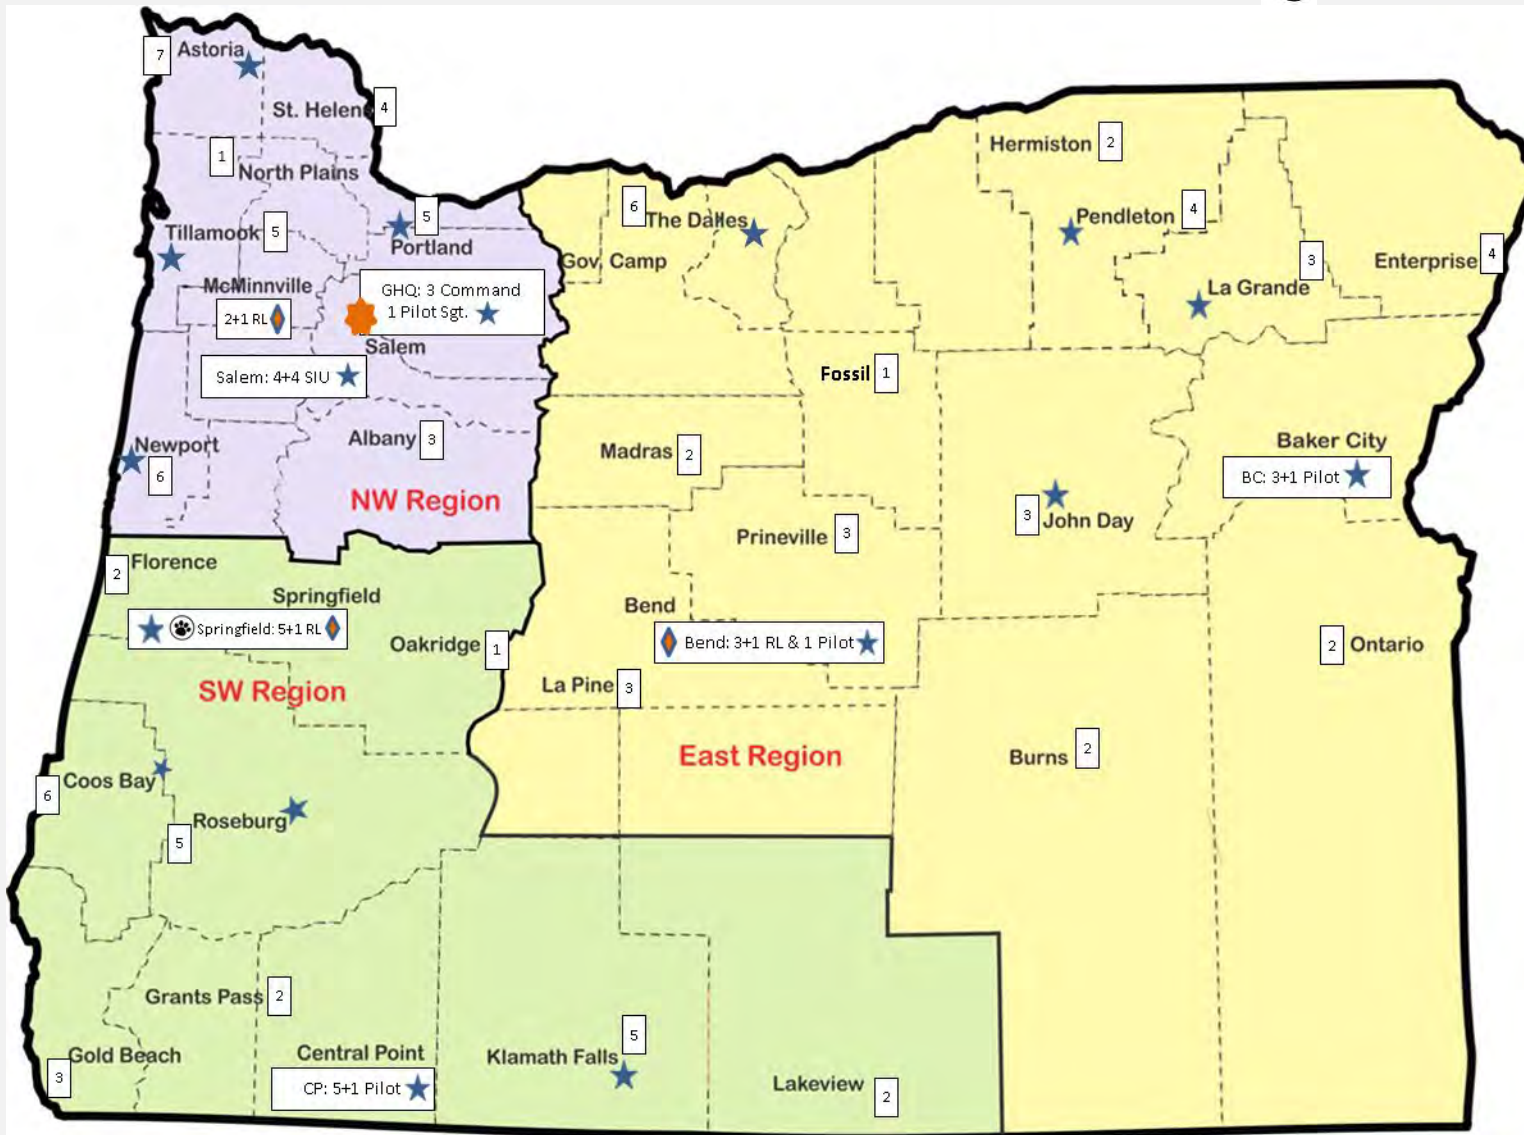 7
Astoria
St. Helens
4
1
North Plains
Tillamook
5
5
Portland
McMinnville
2+1 RL
GHQ: 3 Command
1 Pilot Sgt.
Salem
Salem: 4+4 SIU
Newport
6
Albany
3
NW Region
6
The Dalles
Gov. Camp
Hermiston
2
Pendleton
4
3
La Grande
Enterprise
4
Fossil
1
Madras
2
Baker City
BC: 3+1 Pilot
Prineville
3
3
John Day
2
Florence
Springfield
Springfield: 5+1 RL
Oakridge
1
Bend
Bend: 3+1 RL & 1 Pilot
La Pine
3
2
Ontario
SW Region
East Region
Burns
2
6
Coos Bay
Roseburg
5
Grants Pass
2
Gold Beach
3
Central Point
CP: 5+1 Pilot
Klamath Falls
5
Lakeview
2